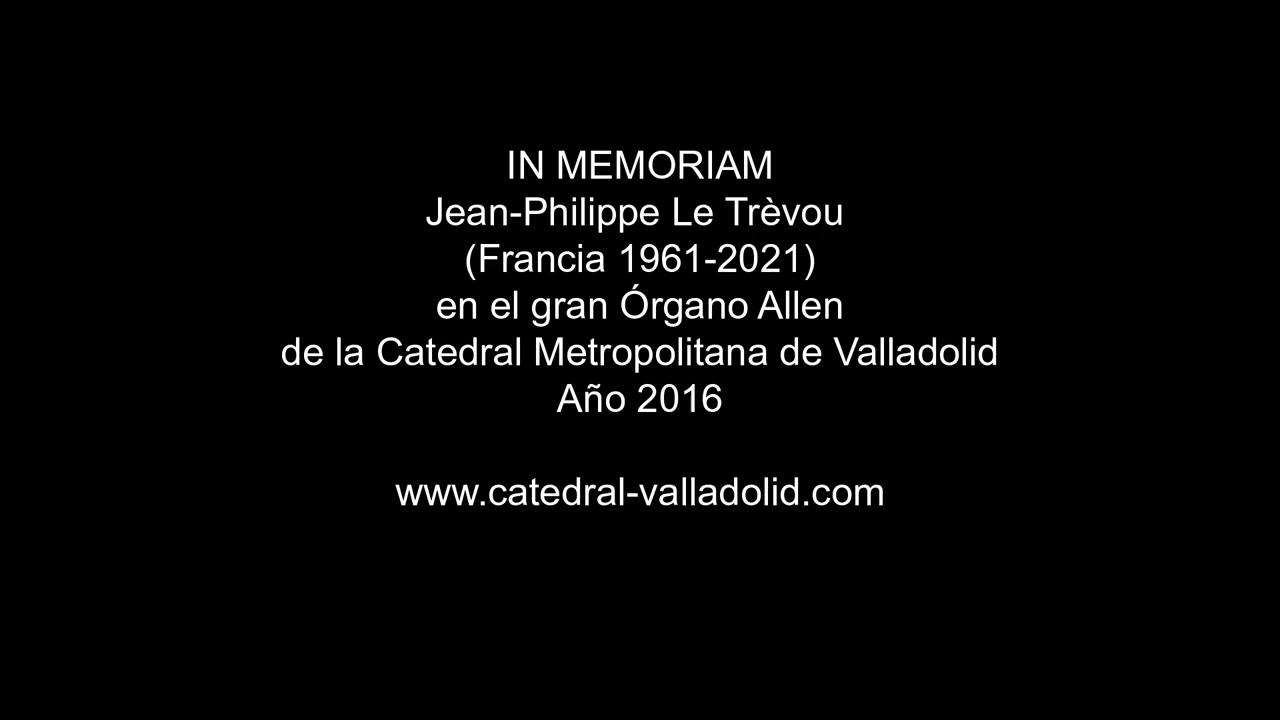 IN MEMORIAM
Jean-Philippe Le Trèvou
(Francia 1961-2021)
en el gran Órgano Allen
de la Catedral Metropolitana de Valladolid
Año 2016
www.catedral-valladolid.com